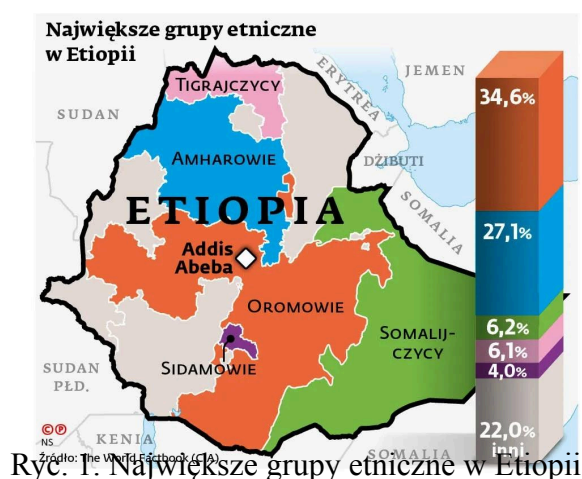 Największe grupy etniczne
w Etiopii
TIGRAJCZYCY
ERYTREA
JEMEN
SUDAN
34,6%
AMHAROWIE
DŻIBUTI
ETIOPIA
SOMALIA
27,1%
Addis
Abeba
OROMOWIE
6,2%
SOMALIJ-
CZYCY
6,1%
SIDAMOWIE
4,0%
SUDAN
PŁD.
22,0%
inni
©℗
NS
KENIA
SOMALIA
Źródło: The World Factbook (CIA)
Ryc. 1. Największe grupy etniczne w Etiopii